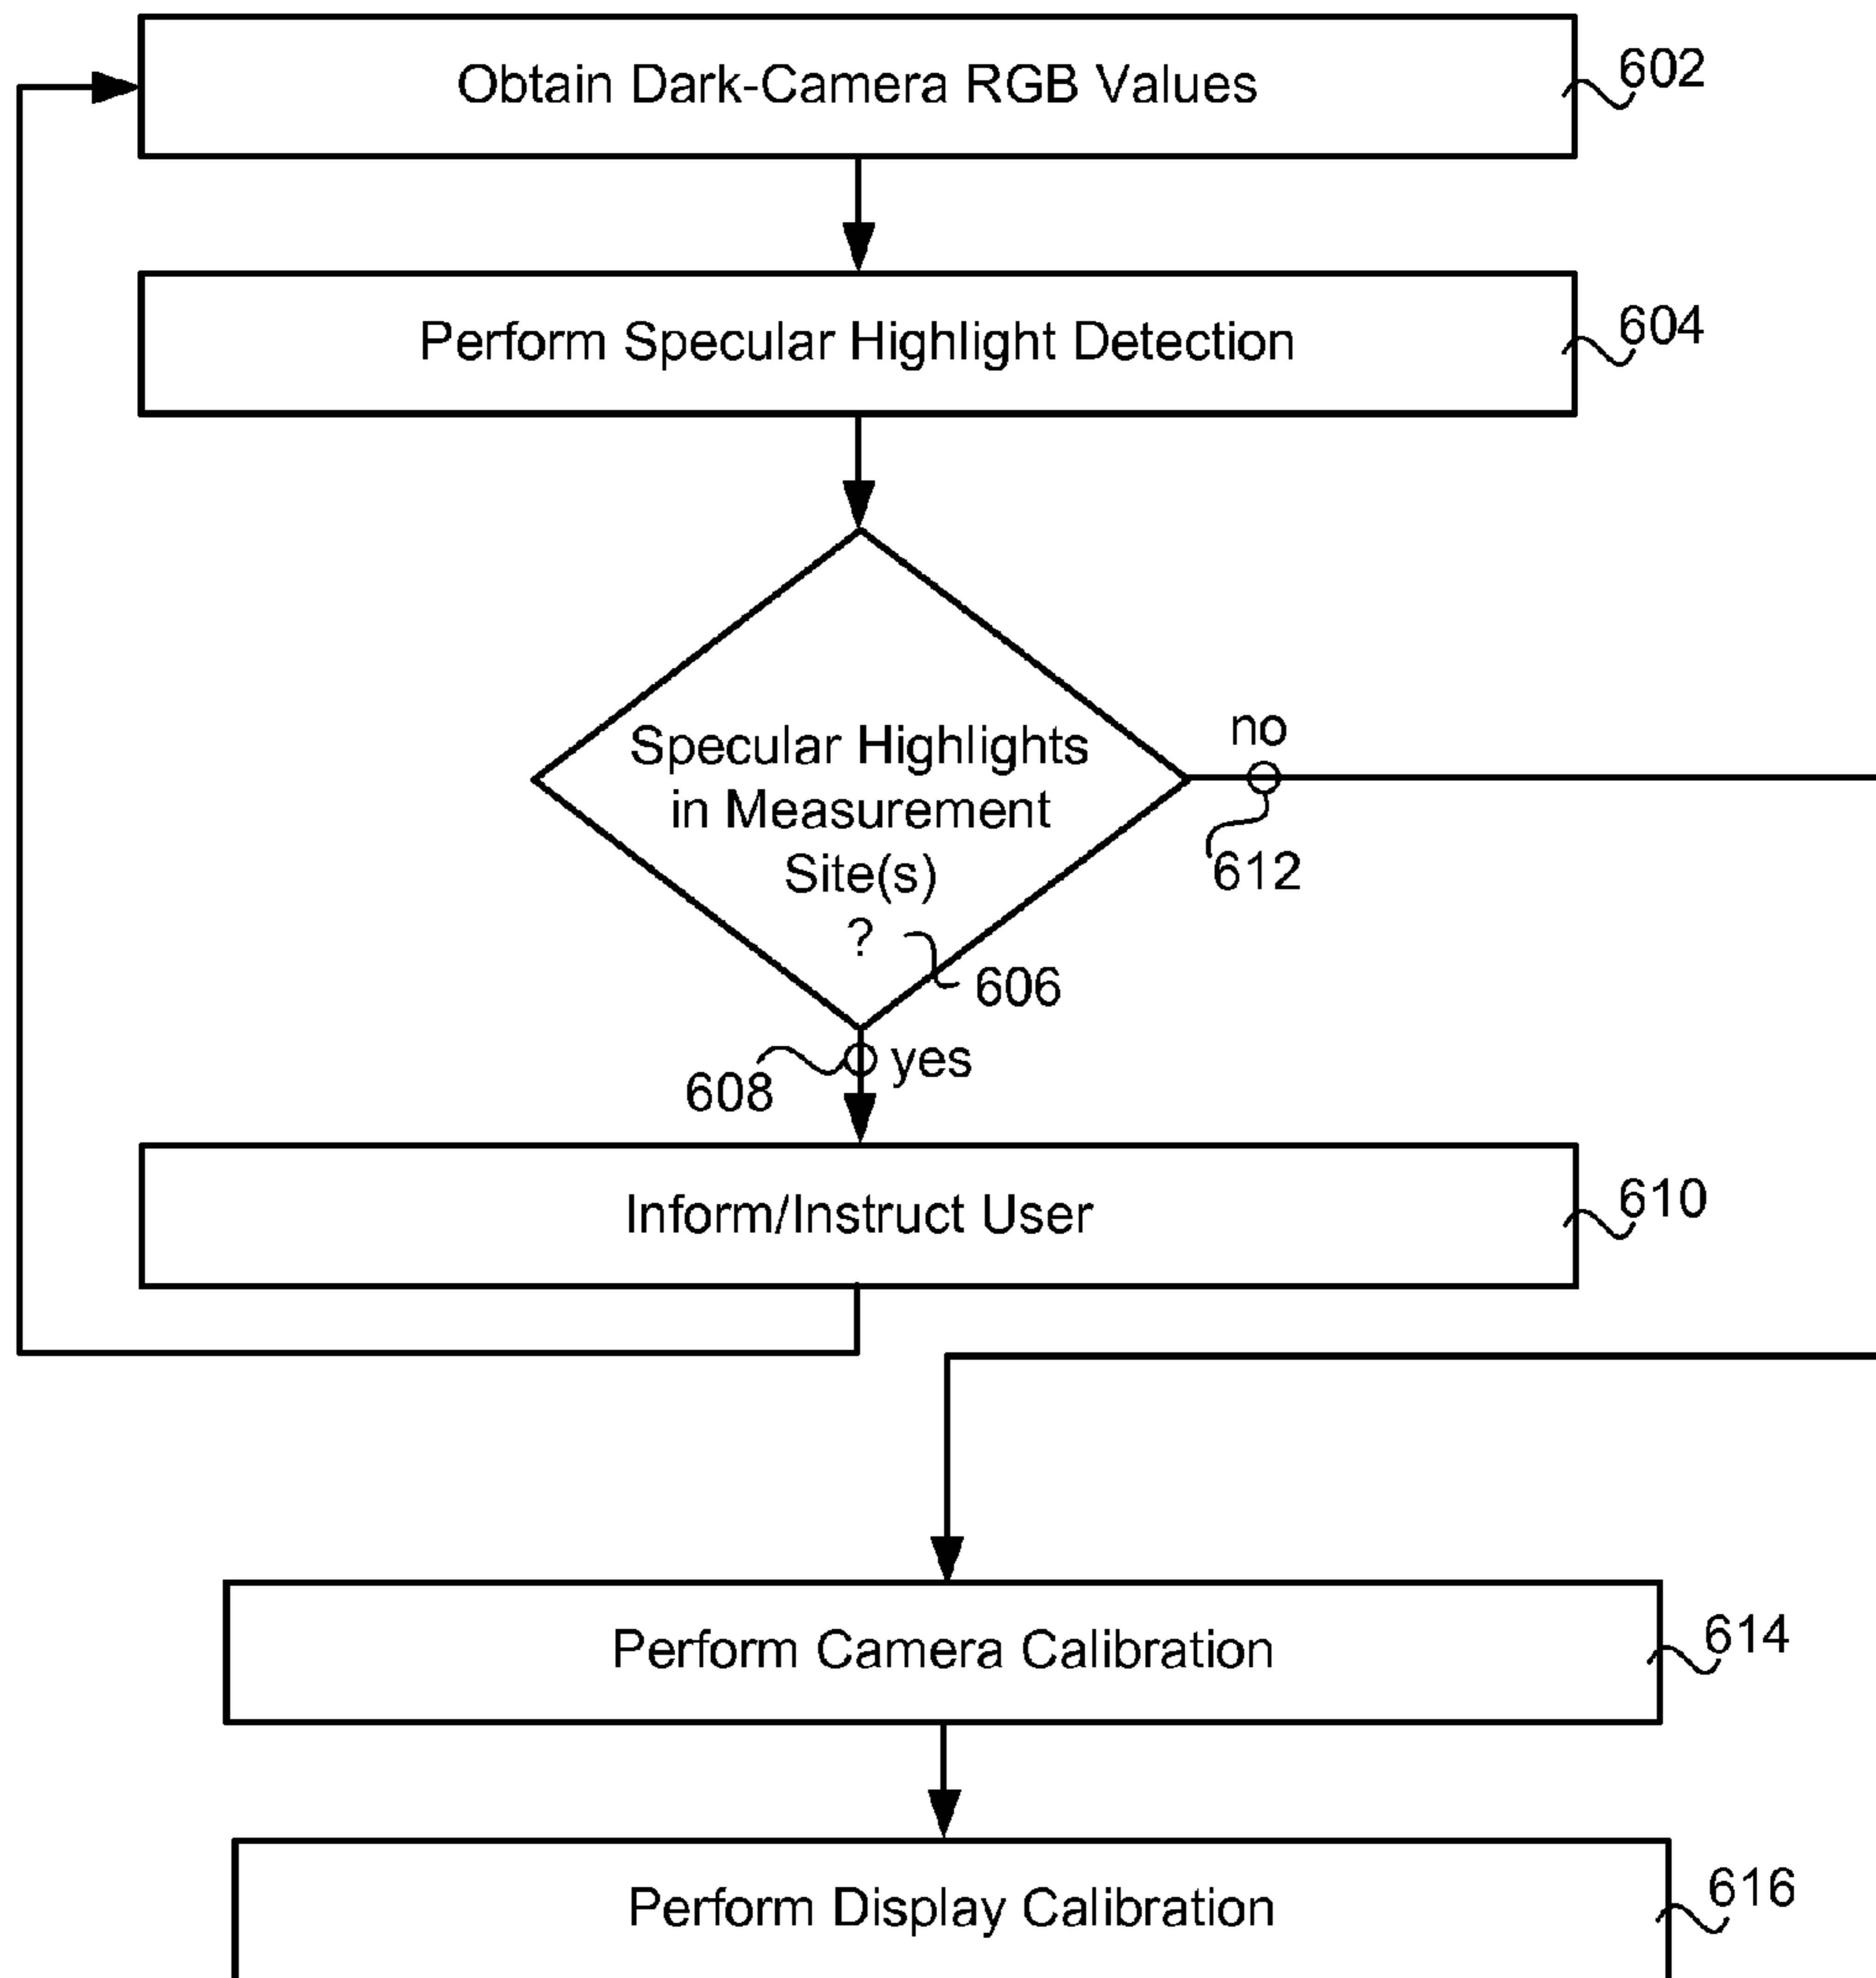 Obtain Dark-Camera RGB Values
602
Perform Specular Highlight Detection
604
Specular Highlights
in Measurement
Site(s)
?
606
no
612
608
yes
Inform/Instruct User
610
Perform Camera Calibration
614
Perform Display Calibration
616